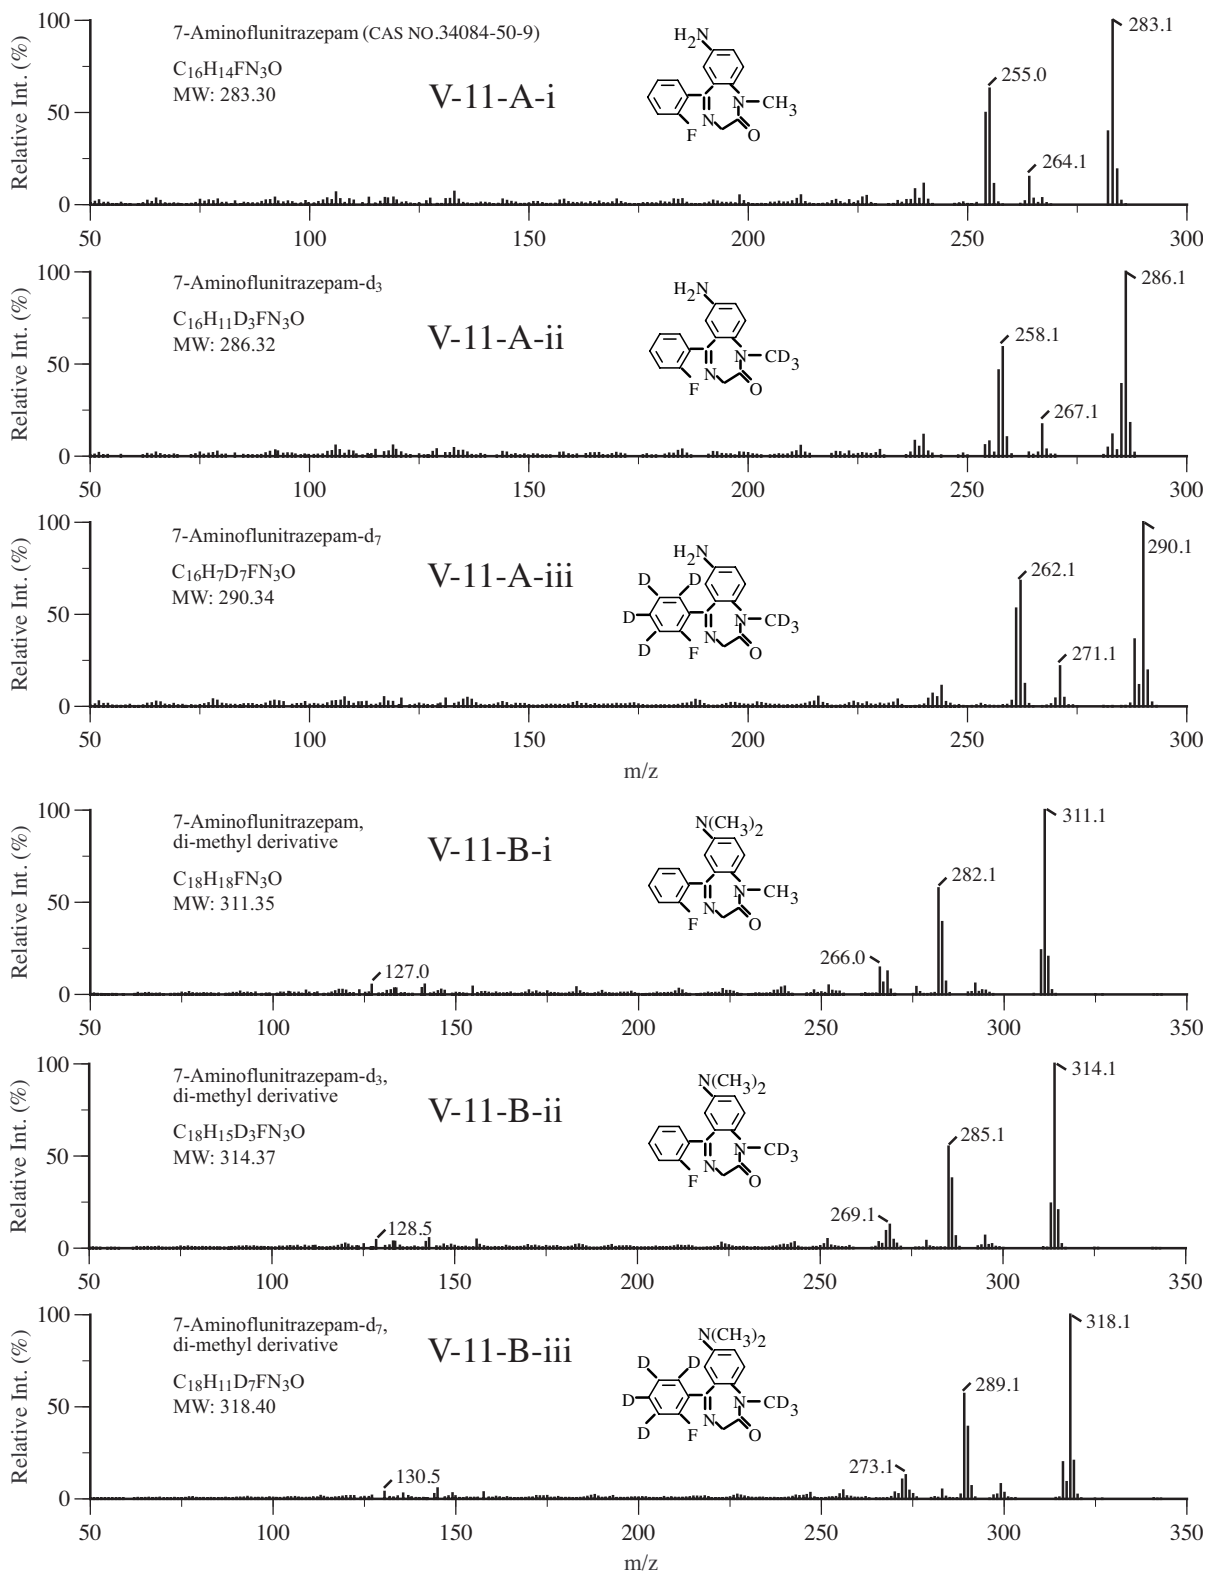 7-Aminoflunitrazepam (CAS NO.34084-50-9)
C16H14FN3O
MW: 283.30
V-11-A-i
H2N
F
N
N
CH3
O
Relative Int. (%)
100
50
0
255.0
264.1
283.1
50 100 150 200 250 300
7-Aminoflunitrazepam-d3
C16H11D3FN3O
MW: 286.32
V-11-A-ii
H2N
F
N
N
CD3
O
Relative Int. (%)
100
50
0
258.1
267.1
286.1
50 100 150 200 250 300
7-Aminoflunitrazepam-d7
C16H7D7FN3O
MW: 290.34
V-11-A-iii
H2N
D
D
D
D
F
N
N
CD3
O
Relative Int. (%)
100
50
0
262.1
271.1
290.1
50 100 150 200 250 300
m/z
7-Aminoflunitrazepam,
di-methyl derivative
C18H18FN3O
MW: 311.35
V-11-B-i
N(CH3)2
F
N
N
CH3
O
Relative Int. (%)
100
50
0
127.0
266.0
282.1
311.1
50 100 150 200 250 300 350
7-Aminoflunitrazepam-d3,
di-methyl derivative
C18H15D3FN3O
MW: 314.37
V-11-B-ii
N(CH3)2
F
N
N
CD3
O
Relative Int. (%)
100
50
0
128.5
269.1
285.1
314.1
50 100 150 200 250 300 350
7-Aminoflunitrazepam-d7,
di-methyl derivative
C18H11D7FN3O
MW: 318.40
V-11-B-iii
N(CH3)2
D
D
D
D
F
N
N
CD3
O
Relative Int. (%)
100
50
0
130.5
273.1
289.1
318.1
50 100 150 200 250 300 350
m/z